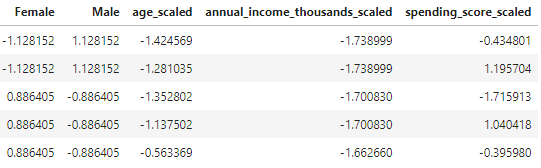 Female Male age_scaled annual_income_thousands_scaled spending_score_scaled
-1.128152 1.128152 -1.424569 -1.738999 -0.434801
-1.128152 1.128152 -1.281035 -1.738999 1.195704
0.886405 -0.886405 -1.352802 -1.700830 -1.715913
0.886405 -0.886405 -1.137502 -1.700830 1.040418
0.886405 -0.886405 -0.563369 -1.662660 -0.395980